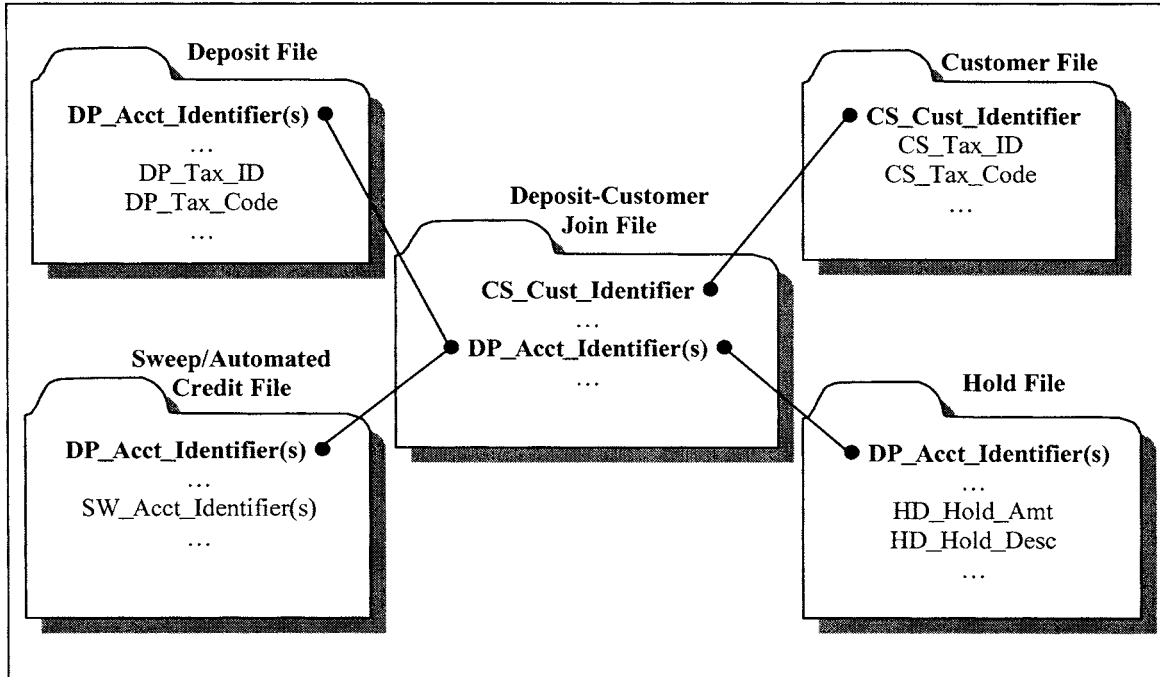 Deposit File
DP_Acct_Identifier(s)
...
DP_Tax_ID
DP_Tax_Code
...
Customer File
CS_Cust_Identifier
CS_Tax_ID
CS_Tax_Code
...
Deposit-Customer
Join File
CS_Cust_Identifier
...
DP_Acct_Identifier(s)
...
Sweep/Automated
Credit File
DP_Acct_Identifier(s)
...
SW_Acct_Identifier(s)
...
Hold File
DP_Acct_Identifier(s)
...
HD_Hold_Amt
HD_Hold_Desc
...